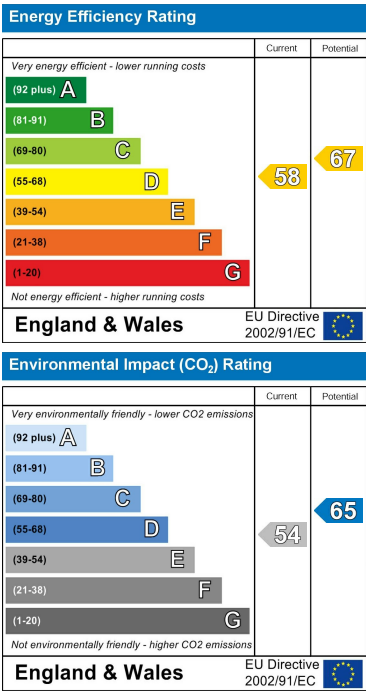 Energy Efficiency Rating
Current Potential
Very energy efficient - lower running costs
(92 plus) A
(81-91) B
(69-80) C
(55-68) D
(39-54) E
(21-38) F
(1-20) G
58
67
Not energy efficient - higher running costs
England & Wales
EU Directive
2002/91/EC
Environmental Impact (CO₂) Rating
Current Potential
Very environmentally friendly - lower CO2 emissions
(92 plus) A
(81-91) B
(69-80) C
(55-68) D
(39-54) E
(21-38) F
(1-20) G
54
65
Not environmentally friendly - higher CO2 emissions
England & Wales
EU Directive
2002/91/EC